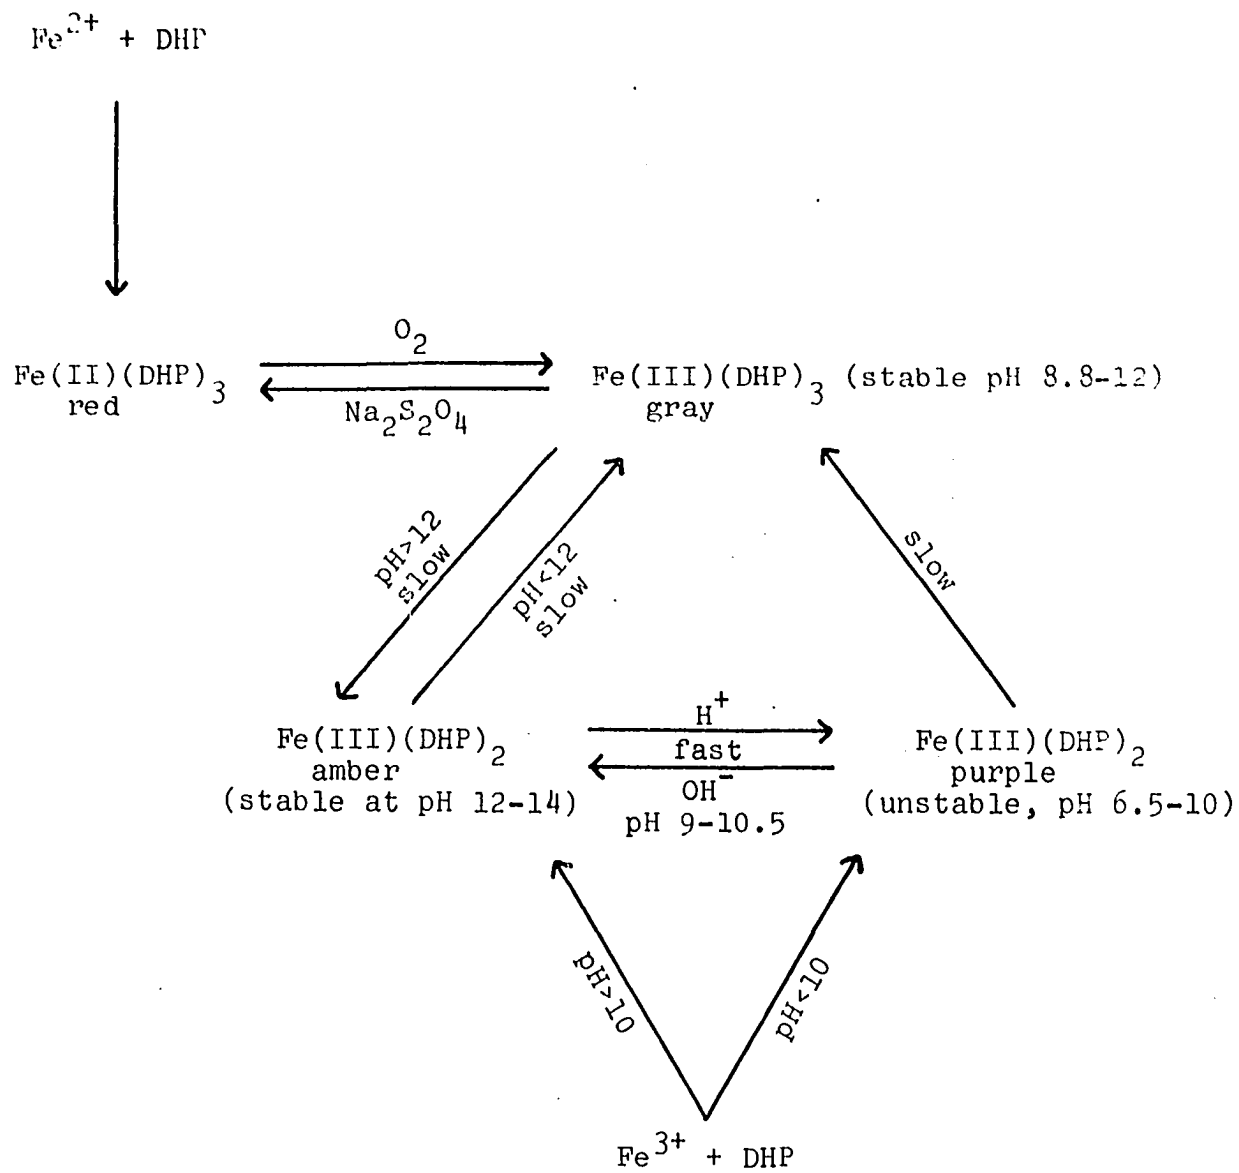 Fe²⁺ + DHP
O₂
Fe(II)(DHP)₃
red
Na₂S₂O₄
Fe(III)(DHP)₃ (stable pH 8.8-12)
gray
pH>12
slow
pH<12
slow
slow
Fe(III)(DHP)₂
amber
(stable at pH 12-14)
H⁺
fast
OH⁻
pH 9-10.5
Fe(III)(DHP)₂
purple
(unstable, pH 6.5-10)
pH>10
pH<10
Fe³⁺ + DHP